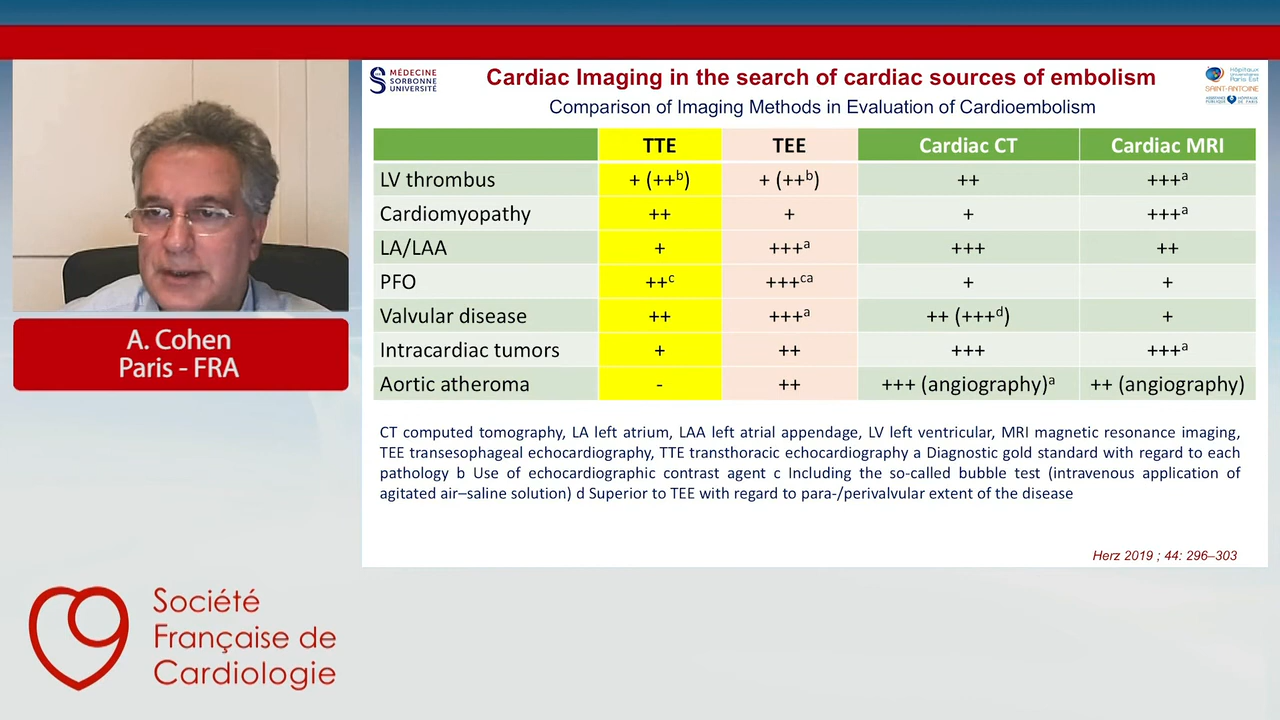 MÉDECINE
SORBONNE
UNIVERSITÉ
Cardiac Imaging in the search of cardiac sources of embolism
Hôpitaux
Universitaires
Paris Est
SAINT-ANTOINE
Comparison of Imaging Methods in Evaluation of Cardioembolism
TTE TEE Cardiac CT Cardiac MRI
LV thrombus + (++ᵇ) + (++ᵇ) ++ +++ᵃ
Cardiomyopathy ++ + + +++ᵃ
LA/LAA + +++ᵃ +++ ++
PFO ++ᶜ +++ᶜᵃ + +
Valvular disease ++ +++ᵃ ++ (+++ᵈ) +
Intracardiac tumors + ++ +++ +++ᵃ
Aortic atheroma - ++ +++ (angiography)ᵃ ++ (angiography)
CT computed tomography, LA left atrium, LAA left atrial appendage, LV left ventricular, MRI magnetic resonance imaging,
TEE transesophageal echocardiography, TTE transthoracic echocardiography a Diagnostic gold standard with regard to each
pathology b Use of echocardiographic contrast agent c Including the so-called bubble test (intravenous application of
agitated air–saline solution) d Superior to TEE with regard to para-/perivalvular extent of the disease
Herz 2019 ; 44: 296–303
A. Cohen
Paris - FRA
Société
Française de
Cardiologie